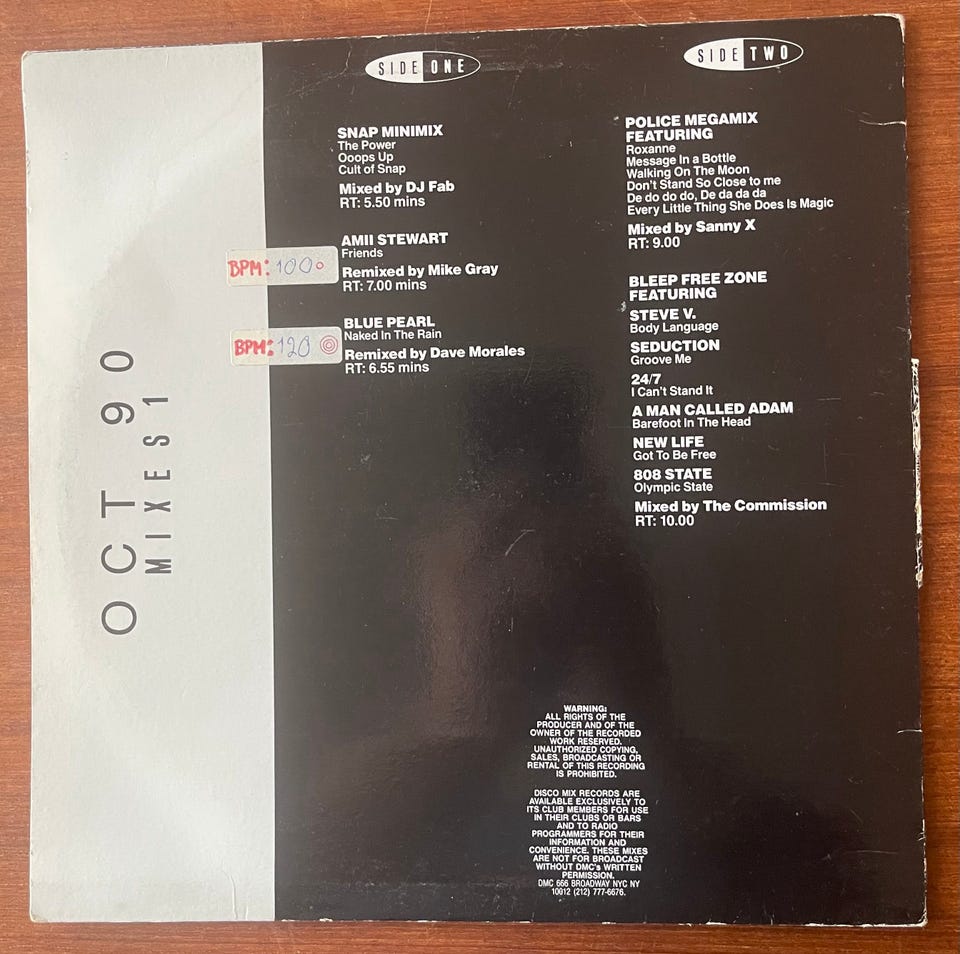 OCT 90
MIXES 1
SIDE ONE
SNAP MINIMIX
The Power
Ooops Up
Cult of Snap
Mixed by DJ Fab
RT: 5.50 mins
AMII STEWART
Friends
BPM: 100
Remixed by Mike Gray
RT: 7.00 mins
BLUE PEARL
Naked In The Rain
BPM: 120
Remixed by Dave Morales
RT: 6.55 mins
SIDE TWO
POLICE MEGAMIX
FEATURING
Roxanne
Message In a Bottle
Walking On The Moon
Don't Stand So Close to me
De do do do, De da da da
Every Little Thing She Does Is Magic
Mixed by Sanny X
RT: 9.00
BLEEP FREE ZONE
FEATURING
STEVE V.
Body Language
SEDUCTION
Groove Me
24/7
I Can't Stand It
A MAN CALLED ADAM
Barefoot In The Head
NEW LIFE
Got To Be Free
808 STATE
Olympic State
Mixed by The Commission
RT: 10.00
WARNING:
ALL RIGHTS OF THE
PRODUCER AND OF THE
OWNER OF THE RECORDED
WORK RESERVED.
UNAUTHORIZED COPYING,
SALES, BROADCASTING OR
RENTAL OF THIS RECORDING
IS PROHIBITED.
DISCO MIX RECORDS ARE
AVAILABLE EXCLUSIVELY TO
ITS CLUB MEMBERS FOR USE
IN THEIR CLUBS OR BARS
AND TO RADIO
PROGRAMMERS FOR THEIR
INFORMATION AND
CONVENIENCE. THESE MIXES
ARE NOT FOR BROADCAST
WITHOUT DMC's WRITTEN
PERMISSION.
DMC 666 BROADWAY NYC NY
10012 (212) 777-6676.